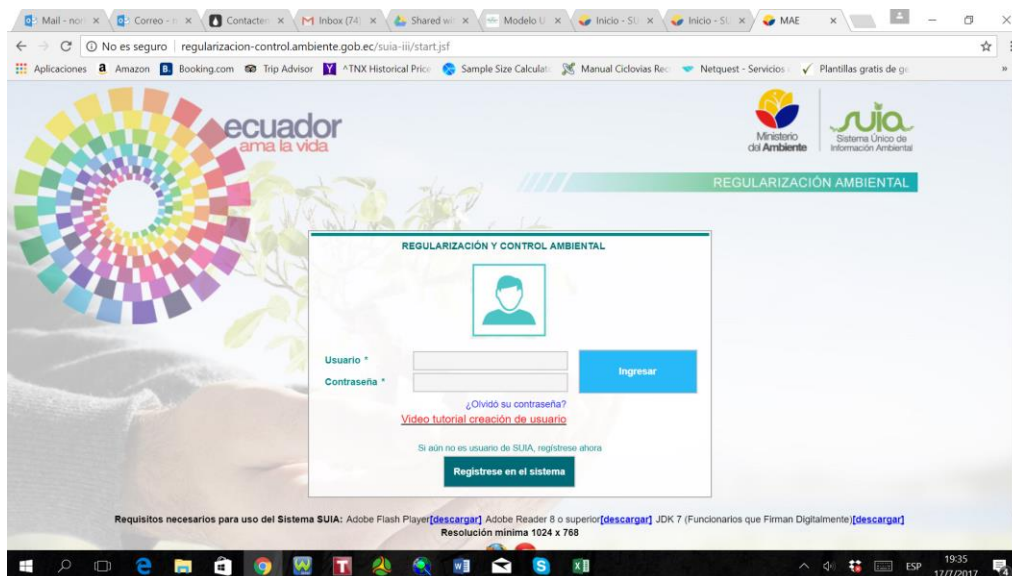 Mail - nor
Correo - n
Contacten
Inbox (74)
Shared wi
Modelo U
Inicio - SU
Inicio - SU
MAE
No es seguro | regularizacion-control.ambiente.gob.ec/suia-iii/start.jsf
Aplicaciones
Amazon
Booking.com
Trip Advisor
^TNX Historical Price
Sample Size Calculat
Manual Ciclovias Rec
Netquest - Servicios
Plantillas gratis de ge
»
ecuador
ama la vida
Ministerio
del Ambiente
suia
Sistema Único de
Información Ambiental
REGULARIZACIÓN AMBIENTAL
REGULARIZACIÓN Y CONTROL AMBIENTAL
Usuario *
Contraseña *
Ingresar
¿Olvidó su contraseña?
Video tutorial creación de usuario
Si aún no es usuario de SUIA, regístrese ahora
Regístrese en el sistema
Requisitos necesarios para uso del Sistema SUIA: Adobe Flash Player[descargar] Adobe Reader 8 o superior[descargar] JDK 7 (Funcionarios que Firman Digitalmente)[descargar]
Resolución mínima 1024 x 768
ESP
19:35
17/7/2017